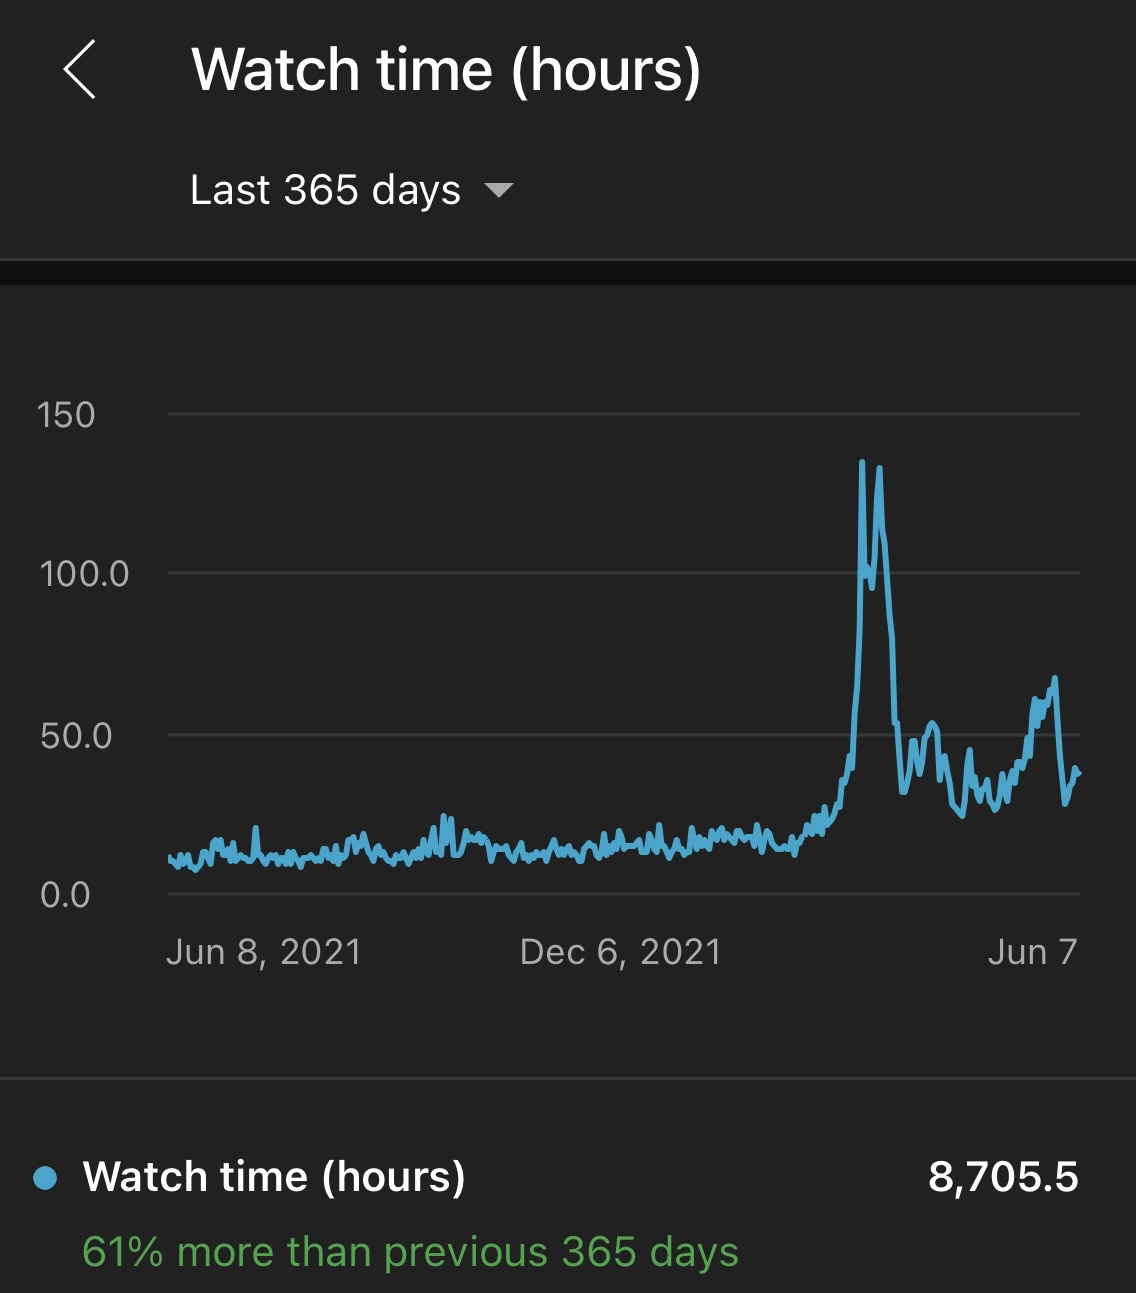 Watch time (hours)
Last 365 days
150
100.0
50.0
0.0
Jun 8, 2021 Dec 6, 2021 Jun 7
Watch time (hours) 8,705.5
61% more than previous 365 days